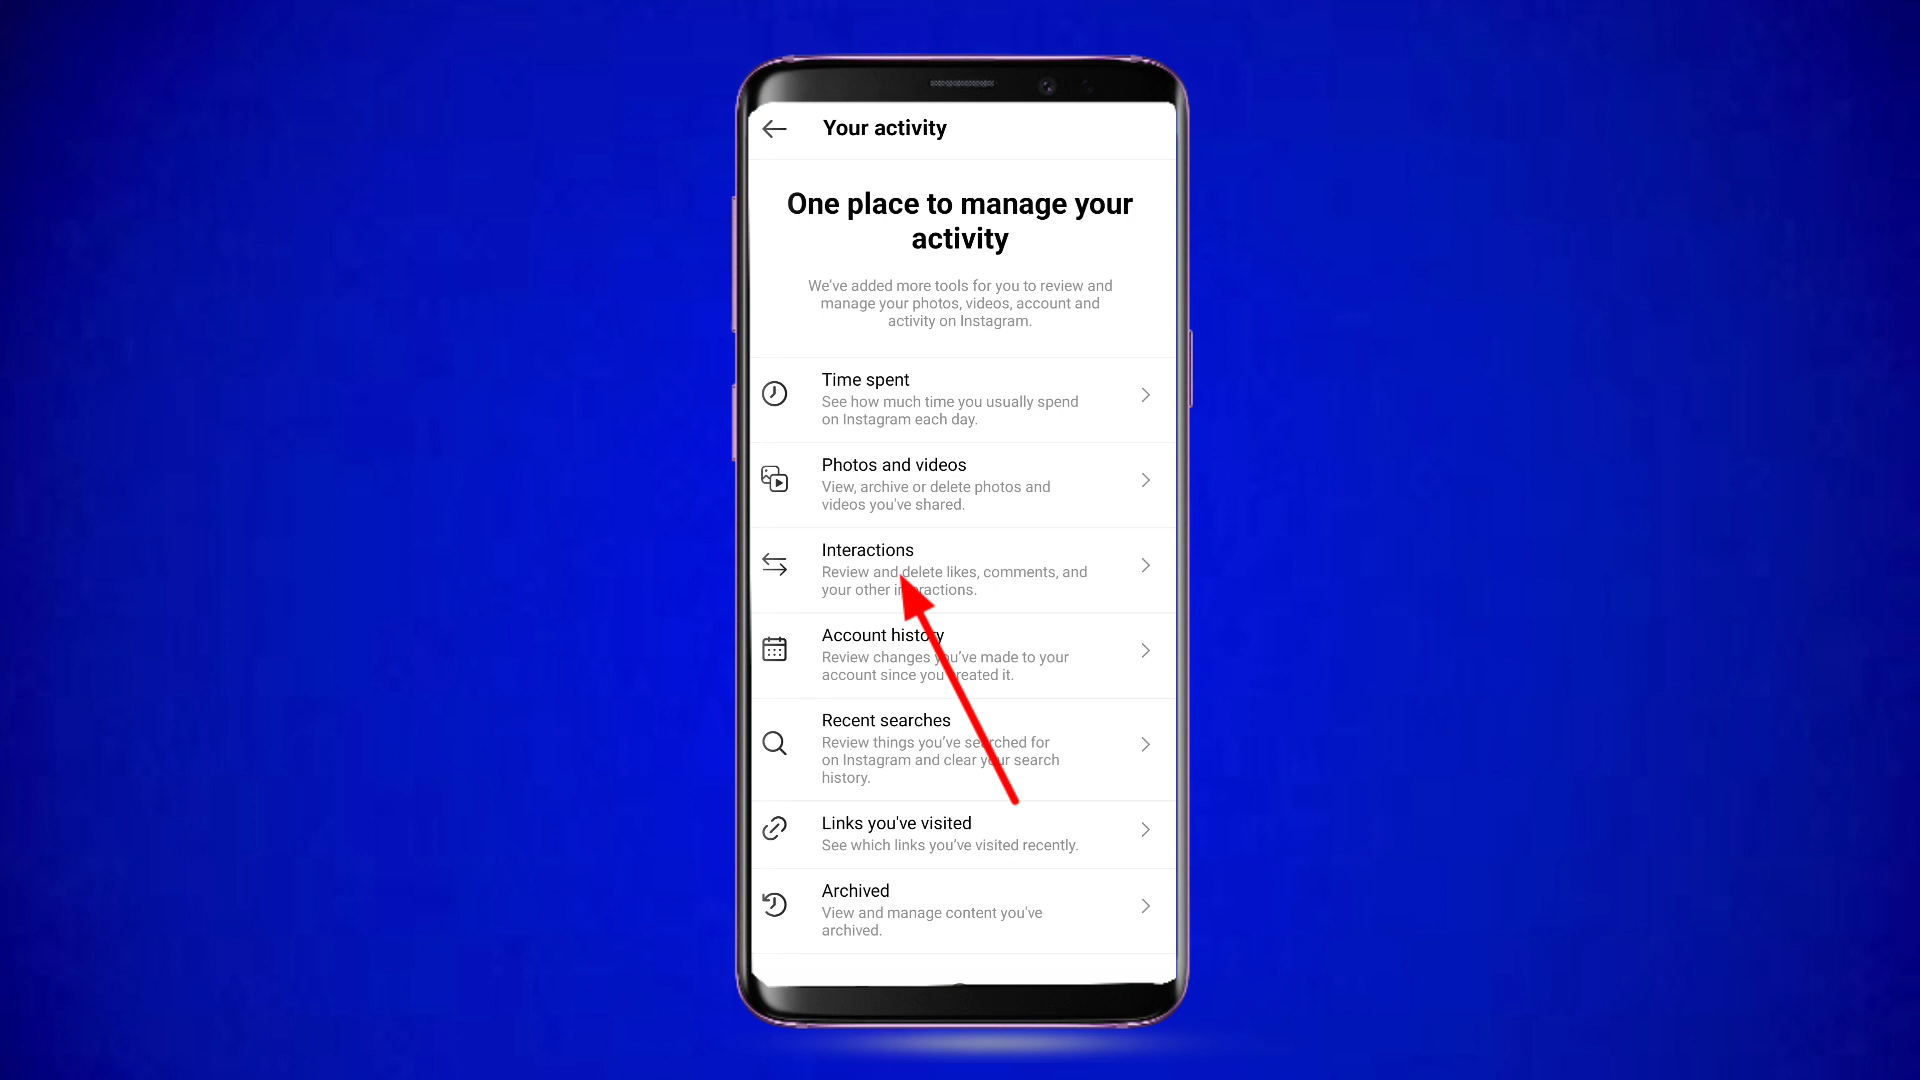 Your activity
One place to manage your
activity
We've added more tools for you to review and
manage your photos, videos, account and
activity on Instagram.
Time spent
See how much time you usually spend
on Instagram each day.
Photos and videos
View, archive or delete photos and
videos you've shared.
Interactions
Review and delete likes, comments, and
your other interactions.
Account history
Review changes you've made to your
account since you created it.
Recent searches
Review things you've searched for
on Instagram and clear your search
history.
Links you've visited
See which links you've visited recently.
Archived
View and manage content you've
archived.